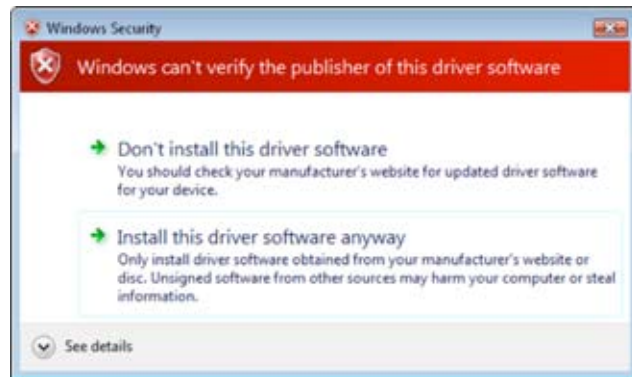 Windows Security
Windows can't verify the publisher of this driver software
Don't install this driver software
You should check your manufacturer's website for updated driver software
for your device.
Install this driver software anyway
Only install driver software obtained from your manufacturer's website or
disc. Unsigned software from other sources may harm your computer or steal
information.
See details